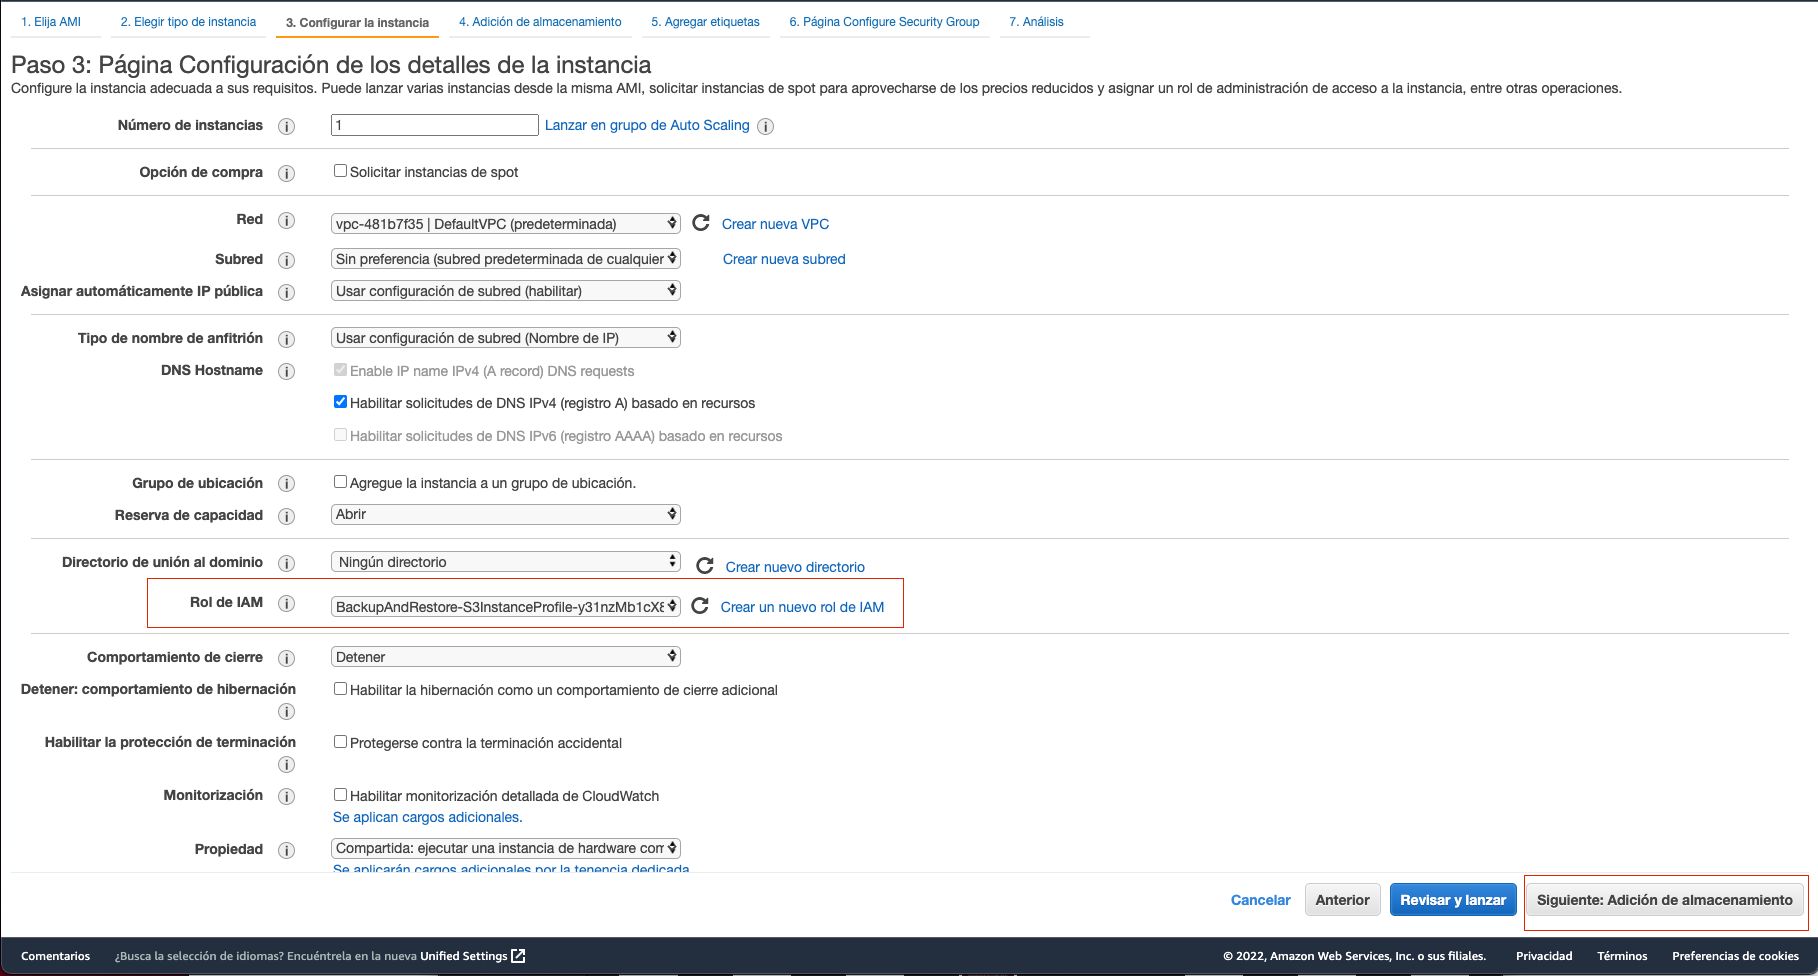 1. Elija AMI
2. Elegir tipo de instancia
3. Configurar la instancia
4. Adición de almacenamiento
5. Agregar etiquetas
6. Página Configure Security Group
7. Análisis
Paso 3: Página Configuración de los detalles de la instancia
Configure la instancia adecuada a sus requisitos. Puede lanzar varias instancias desde la misma AMI, solicitar instancias de spot para aprovecharse de los precios reducidos y asignar un rol de administración de acceso a la instancia, entre otras operaciones.
Número de instancias i 1 Lanzar en grupo de Auto Scaling i
Opción de compra i Solicitar instancias de spot
Red i vpc-481b7f35 | DefaultVPC (predeterminada) Crear nueva VPC
Subred i Sin preferencia (subred predeterminada de cualquier Crear nueva subred
Asignar automáticamente IP pública i Usar configuración de subred (habilitar)
Tipo de nombre de anfitrión i Usar configuración de subred (Nombre de IP)
DNS Hostname i Enable IP name IPv4 (A record) DNS requests
Habilitar solicitudes de DNS IPv4 (registro A) basado en recursos
Habilitar solicitudes de DNS IPv6 (registro AAAA) basado en recursos
Grupo de ubicación i Agregue la instancia a un grupo de ubicación.
Reserva de capacidad i Abrir
Directorio de unión al dominio i Ningún directorio Crear nuevo directorio
Rol de IAM i BackupAndRestore-S3InstanceProfile-y31nzMb1cX8 Crear un nuevo rol de IAM
Comportamiento de cierre i Detener
Detener: comportamiento de hibernación i Habilitar la hibernación como un comportamiento de cierre adicional
Habilitar la protección de terminación i Protegerse contra la terminación accidental
Monitorización i Habilitar monitorización detallada de CloudWatch
Se aplican cargos adicionales.
Propiedad i Compartida: ejecutar una instancia de hardware com
Se aplicarán cargos adicionales por la tenencia dedicada
Cancelar Anterior Revisar y lanzar Siguiente: Adición de almacenamiento
Comentarios ¿Busca la selección de idiomas? Encuéntrela en la nueva Unified Settings © 2022, Amazon Web Services, Inc. o sus filiales. Privacidad Términos Preferencias de cookies